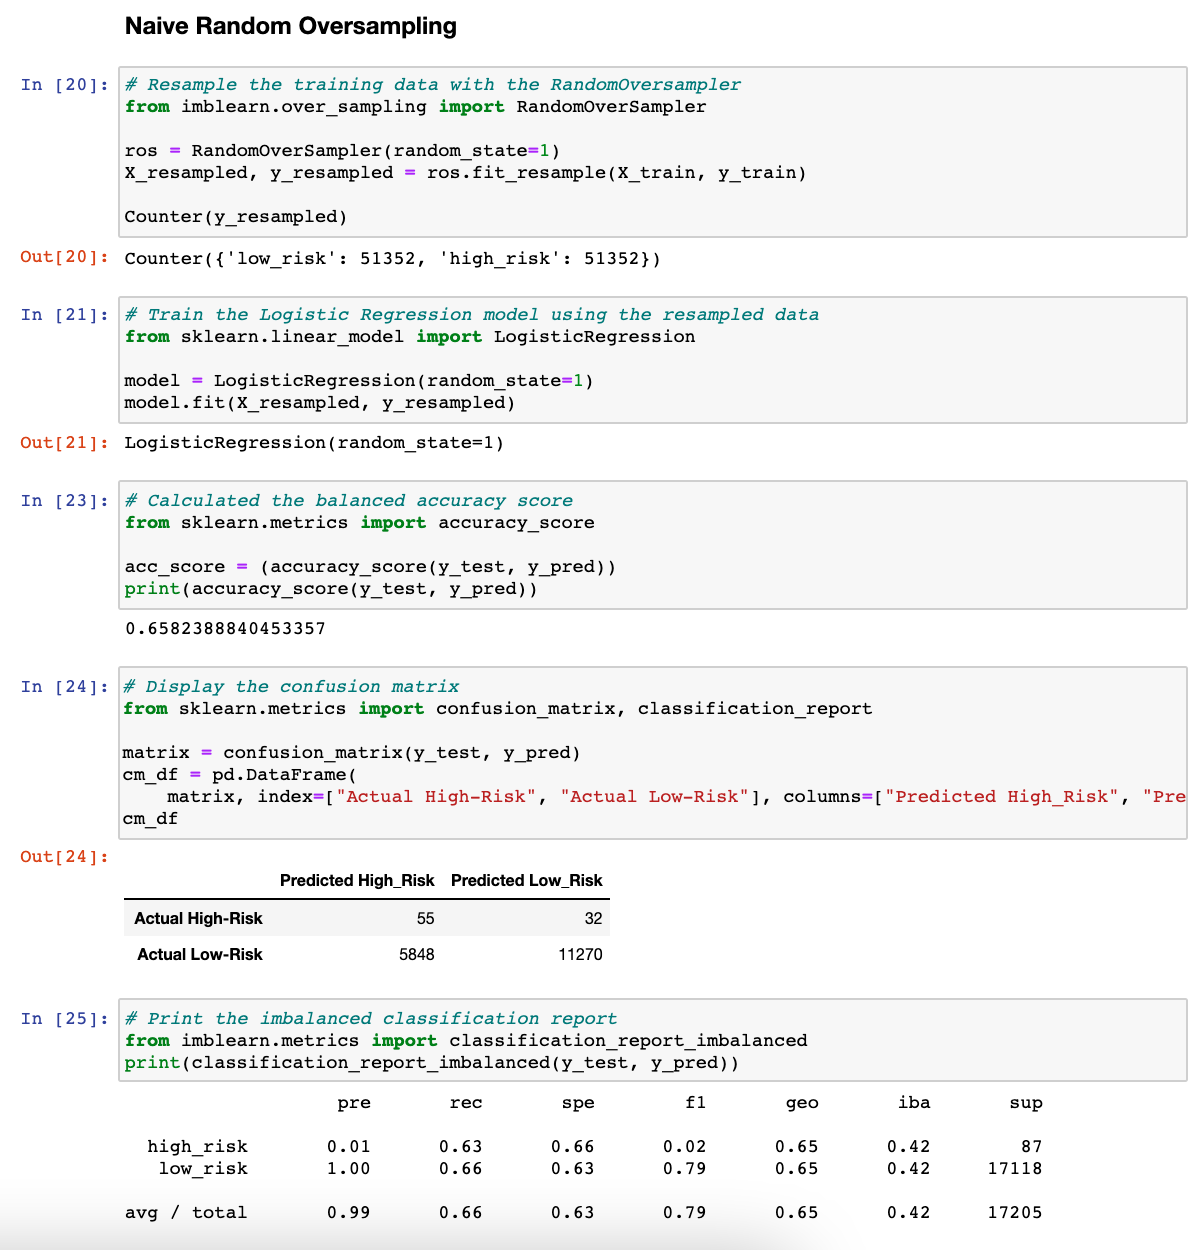 Naive Random Oversampling
In [20]: # Resample the training data with the RandomOversampler
from imblearn.over_sampling import RandomOverSampler
ros = RandomOverSampler(random_state=1)
X_resampled, y_resampled = ros.fit_resample(X_train, y_train)
Counter(y_resampled)
Out[20]: Counter({'low_risk': 51352, 'high_risk': 51352})
In [21]: # Train the Logistic Regression model using the resampled data
from sklearn.linear_model import LogisticRegression
model = LogisticRegression(random_state=1)
model.fit(X_resampled, y_resampled)
Out[21]: LogisticRegression(random_state=1)
In [23]: # Calculated the balanced accuracy score
from sklearn.metrics import accuracy_score
acc_score = (accuracy_score(y_test, y_pred))
print(accuracy_score(y_test, y_pred))
0.6582388840453357
In [24]: # Display the confusion matrix
from sklearn.metrics import confusion_matrix, classification_report
matrix = confusion_matrix(y_test, y_pred)
cm_df = pd.DataFrame(
    matrix, index=["Actual High-Risk", "Actual Low-Risk"], columns=["Predicted High_Risk", "Pre
cm_df
Out[24]:
Predicted High_Risk Predicted Low_Risk
Actual High-Risk 55 32
Actual Low-Risk 5848 11270
In [25]: # Print the imbalanced classification report
from imblearn.metrics import classification_report_imbalanced
print(classification_report_imbalanced(y_test, y_pred))
pre rec spe f1 geo iba sup
high_risk 0.01 0.63 0.66 0.02 0.65 0.42 87
low_risk 1.00 0.66 0.63 0.79 0.65 0.42 17118
avg / total 0.99 0.66 0.63 0.79 0.65 0.42 17205